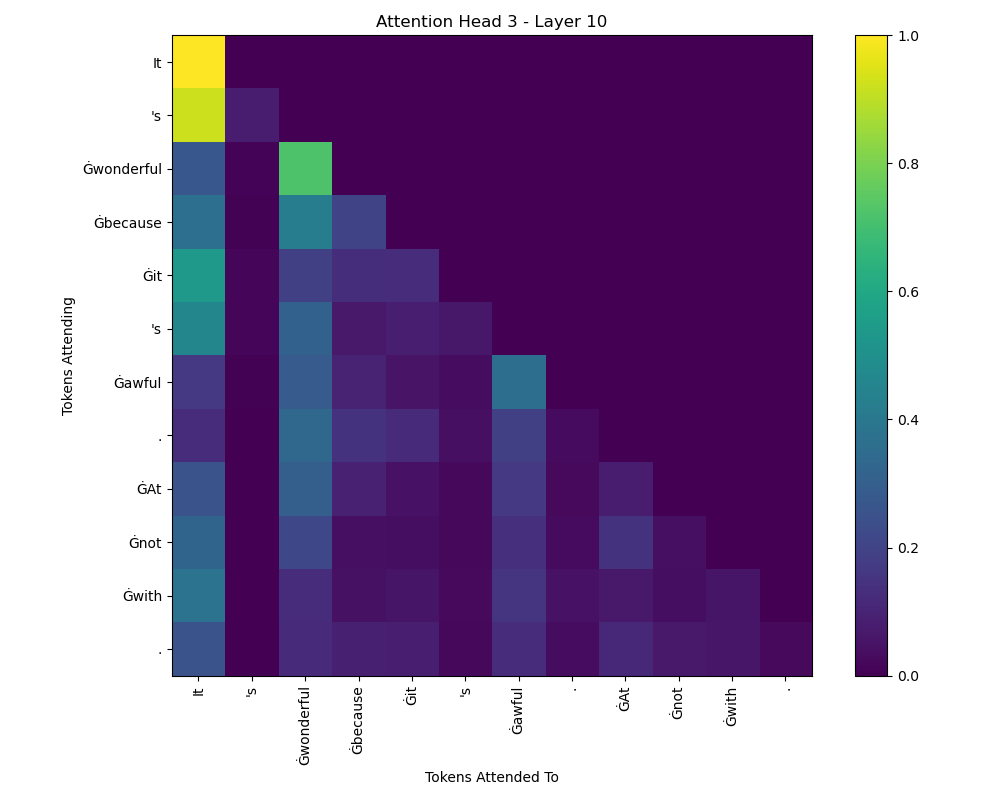 Attention Head 3 - Layer 10
It
's
Ġwonderful
Ġbecause
Ġit
's
Ġawful
.
ĠAt
Ġnot
Ġwith
.
Tokens Attending
It
's
Ġwonderful
Ġbecause
Ġit
's
Ġawful
.
ĠAt
Ġnot
Ġwith
.
Tokens Attended To
1.0
0.8
0.6
0.4
0.2
0.0